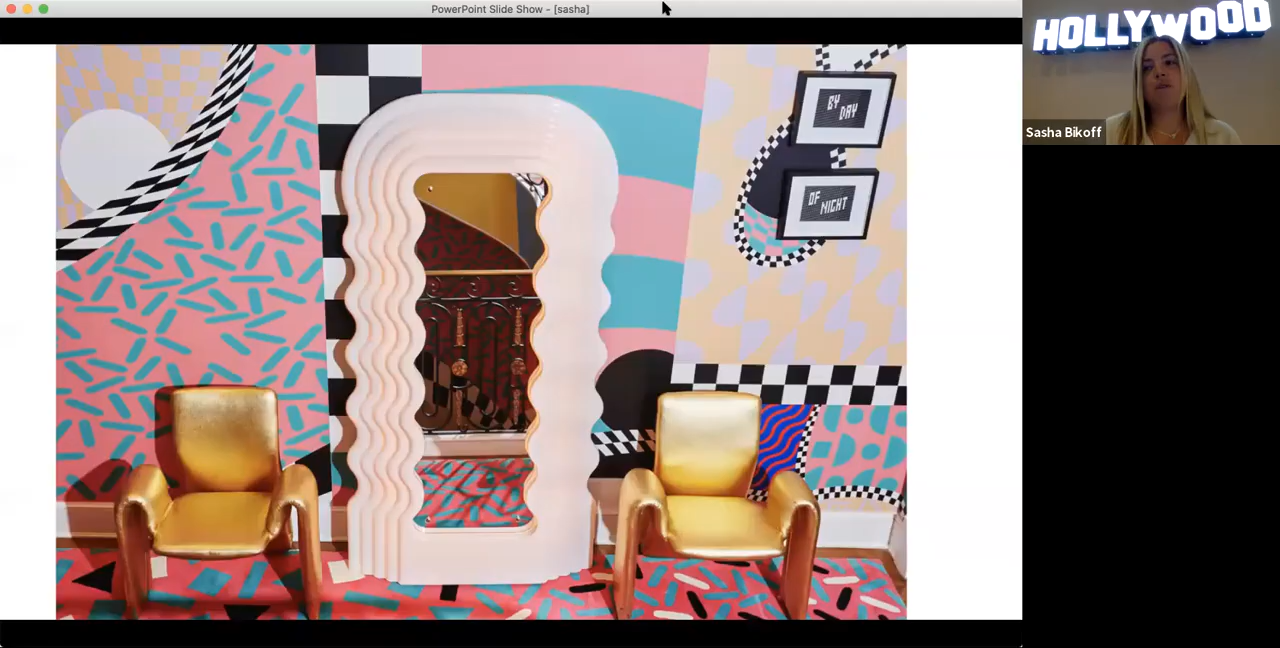 PowerPoint Slide Show - [sasha]
HOLLYWOOD
Sasha Bikoff
BY
DAY
OF
NIGHT